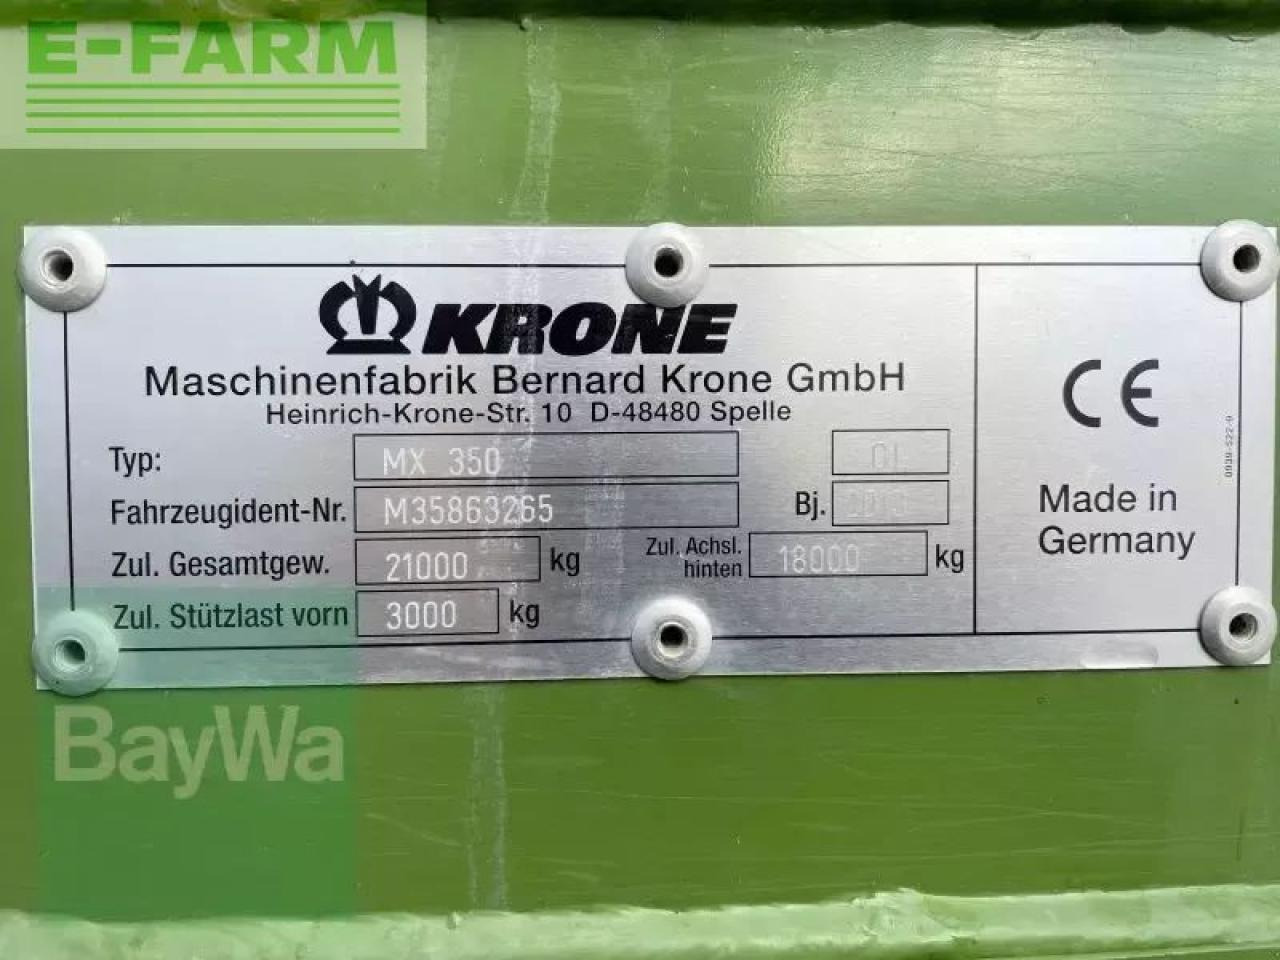 E-FARM
KRONE
Maschinenfabrik Bernard Krone GmbH
Heinrich-Krone-Str. 10 D-48480 Spelle
Typ: MX 350
Fahrzeugident-Nr. M35863265 Bj.
Zul. Gesamtgew. 21000 kg Zul. Achsl. hinten 18000 kg
Zul. Stützlast vorn 3000 kg
CE
Made in
Germany
BayWa